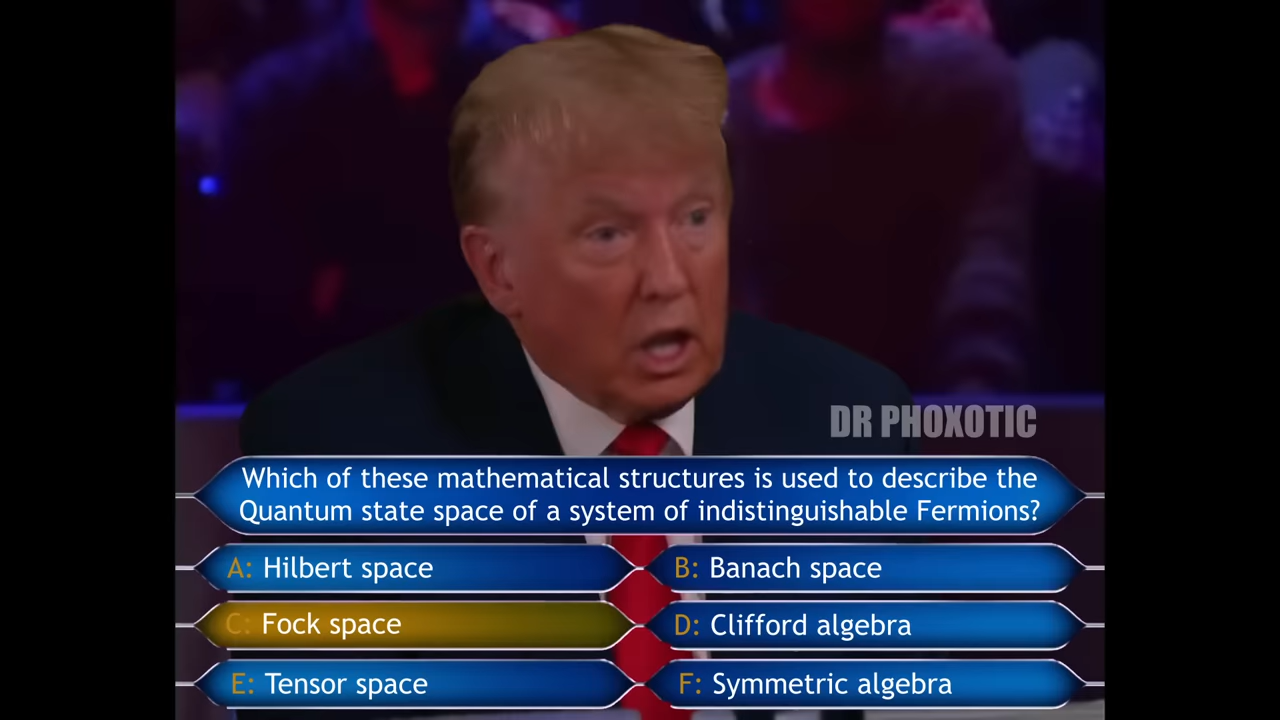 DR PHOXOTIC
Which of these mathematical structures is used to describe the
Quantum state space of a system of indistinguishable Fermions?
A: Hilbert space
B: Banach space
C: Fock space
D: Clifford algebra
E: Tensor space
F: Symmetric algebra